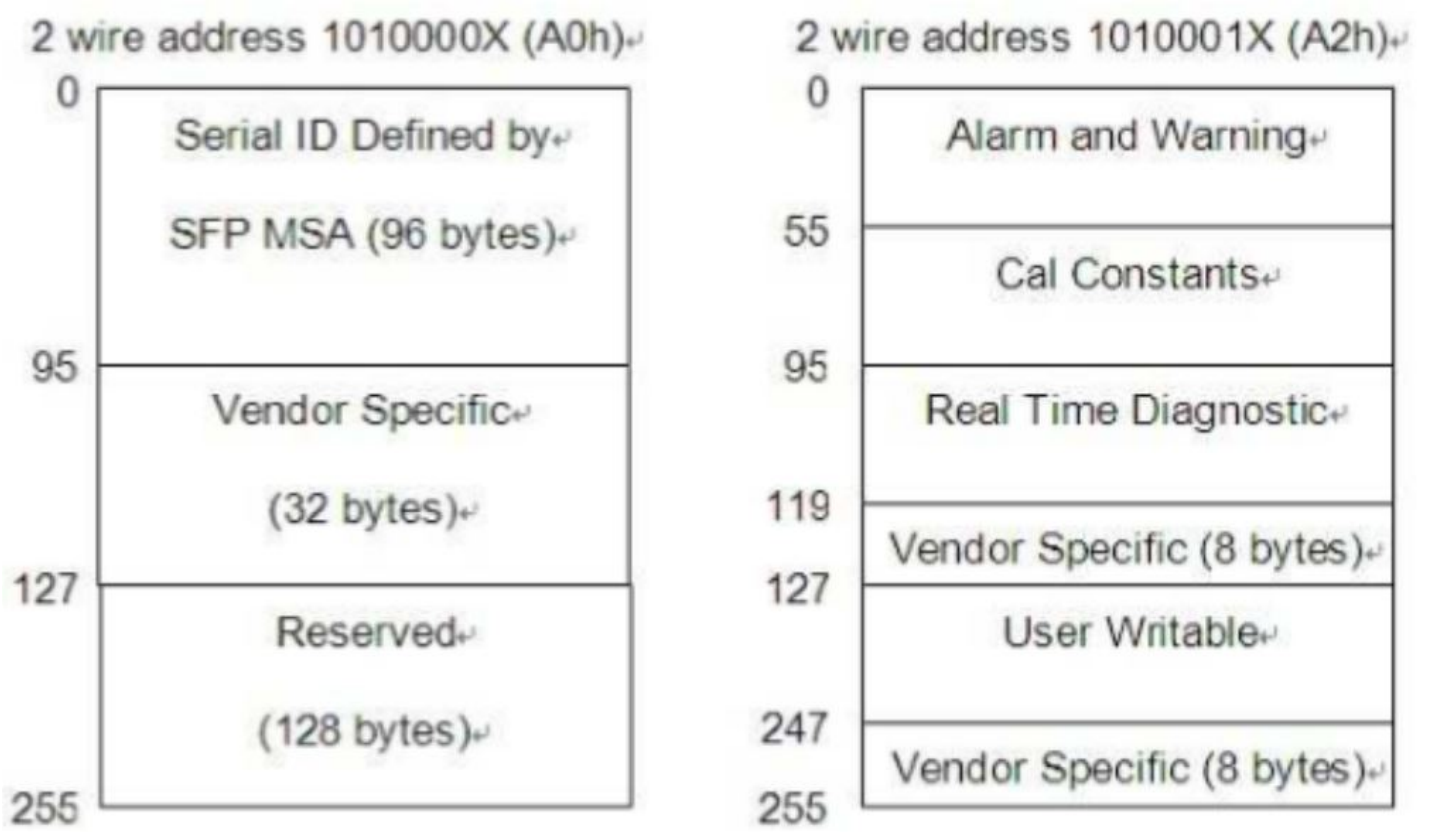 2 wire address 1010000X (A0h)↵
0
Serial ID Defined by↵
SFP MSA (96 bytes)↵
95
Vendor Specific↵
(32 bytes)↵
127
Reserved↵
(128 bytes)↵
255
2 wire address 1010001X (A2h)↵
0
Alarm and Warning↵
55
Cal Constants↵
95
Real Time Diagnostic↵
119
Vendor Specific (8 bytes)↵
127
User Writable↵
247
Vendor Specific (8 bytes)↵
255